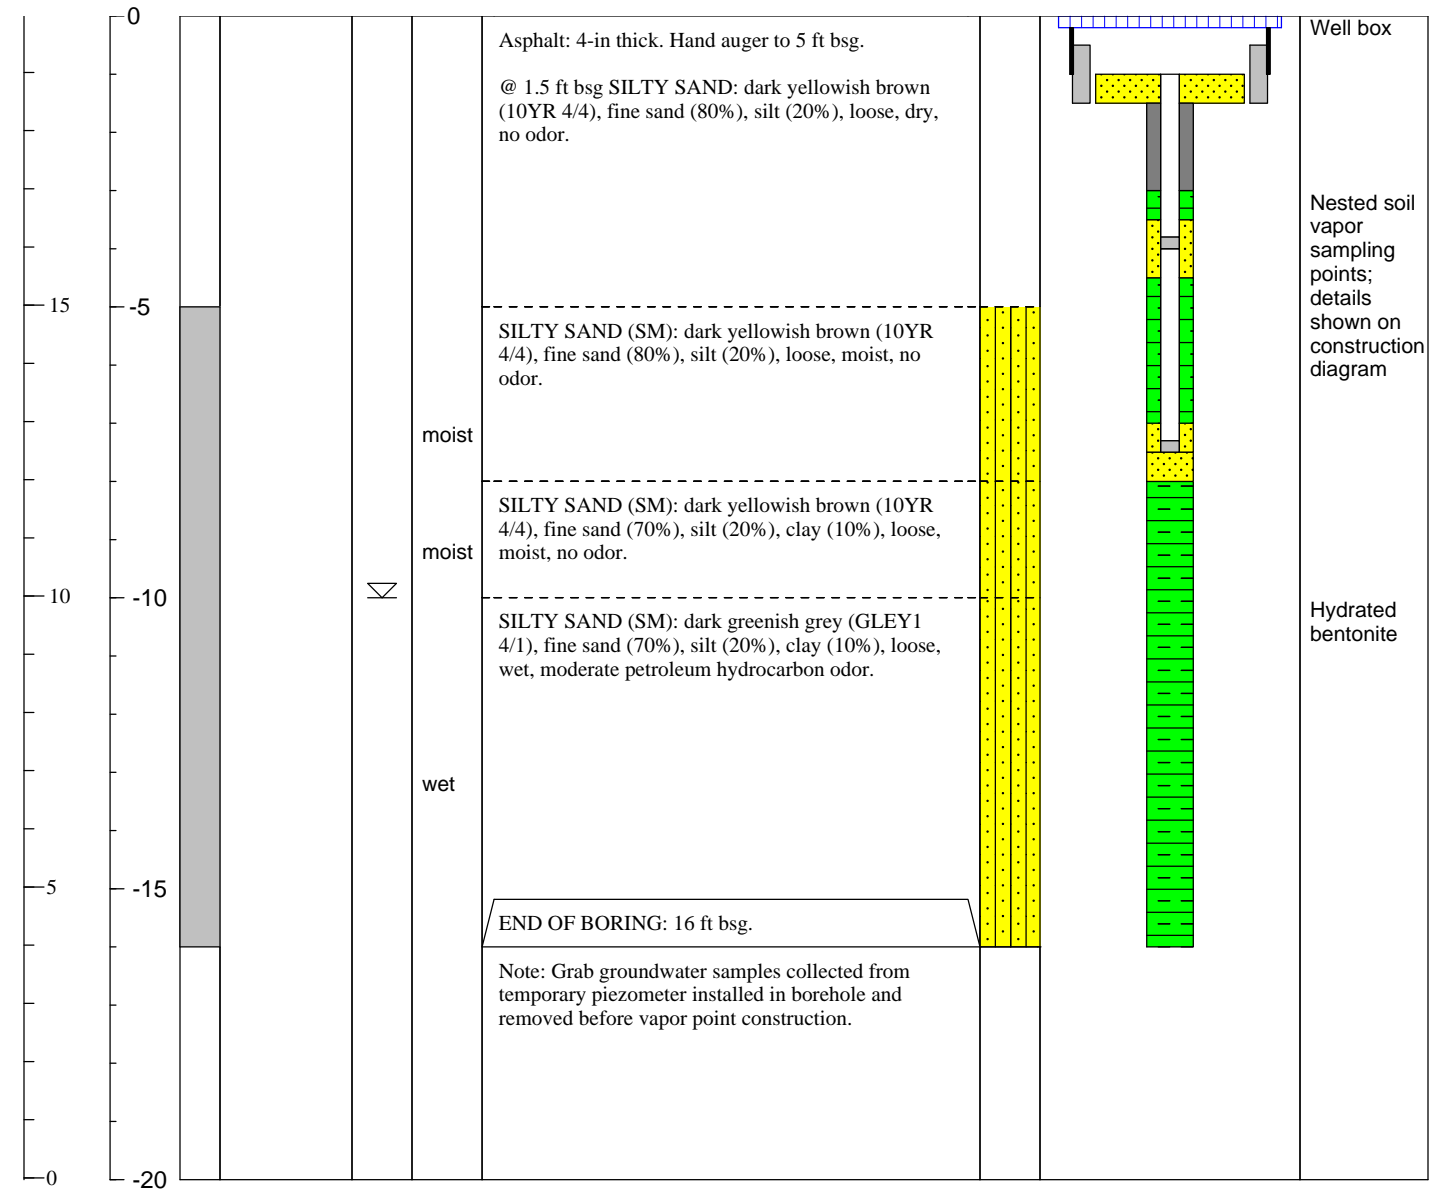 0
Asphalt: 4-in thick. Hand auger to 5 ft bsg.
@ 1.5 ft bsg SILTY SAND: dark yellowish brown
(10YR 4/4), fine sand (80%), silt (20%), loose, dry,
no odor.
Well box
Nested soil
vapor
sampling
points;
details
shown on
construction
diagram
15
-5
SILTY SAND (SM): dark yellowish brown (10YR
4/4), fine sand (80%), silt (20%), loose, moist, no
odor.
moist
SILTY SAND (SM): dark yellowish brown (10YR
4/4), fine sand (70%), silt (20%), clay (10%), loose,
moist, no odor.
moist
10
-10
SILTY SAND (SM): dark greenish grey (GLEY1
4/1), fine sand (70%), silt (20%), clay (10%), loose,
wet, moderate petroleum hydrocarbon odor.
Hydrated
bentonite
wet
5
-15
END OF BORING: 16 ft bsg.
Note: Grab groundwater samples collected from
temporary piezometer installed in borehole and
removed before vapor point construction.
0
-20